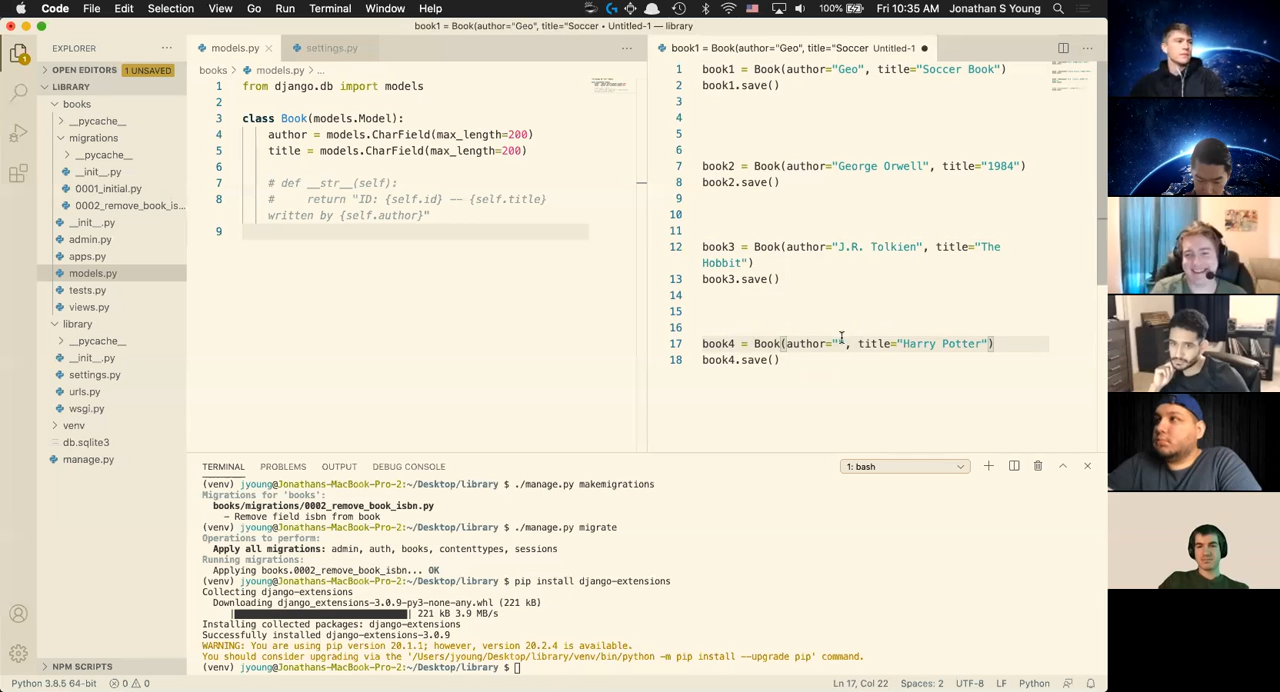 Code File Edit Selection View Go Run Terminal Window Help 100% Fri 10:35 AM Jonathan S Young
book1 = Book(author="Geo", title="Soccer • Untitled-1 — library
EXPLORER
OPEN EDITORS 1 UNSAVED
LIBRARY
books
__pycache__
migrations
__pycache__
__init__.py
0001_initial.py
0002_remove_book_is...
__init__.py
admin.py
apps.py
models.py
tests.py
views.py
library
__pycache__
__init__.py
settings.py
urls.py
wsgi.py
venv
db.sqlite3
manage.py
NPM SCRIPTS
models.py settings.py
books > models.py > ...
1 from django.db import models
2
3 class Book(models.Model):
4 author = models.CharField(max_length=200)
5 title = models.CharField(max_length=200)
6
7 # def __str__(self):
8 # return "ID: {self.id} -- {self.title}
written by {self.author}"
9
book1 = Book(author="Geo", title="Soccer Untitled-1
1 book1 = Book(author="Geo", title="Soccer Book")
2 book1.save()
3
4
5
6
7 book2 = Book(author="George Orwell", title="1984")
8 book2.save()
9
10
11
12 book3 = Book(author="J.R. Tolkien", title="The
Hobbit")
13 book3.save()
14
15
16
17 book4 = Book(author="", title="Harry Potter")
18 book4.save()
TERMINAL PROBLEMS OUTPUT DEBUG CONSOLE 1: bash
(venv) jyoung@Jonathans-MacBook-Pro-2:~/Desktop/library $ ./manage.py makemigrations
Migrations for 'books':
books/migrations/0002_remove_book_isbn.py
- Remove field isbn from book
(venv) jyoung@Jonathans-MacBook-Pro-2:~/Desktop/library $ ./manage.py migrate
Operations to perform:
Apply all migrations: admin, auth, books, contenttypes, sessions
Running migrations:
Applying books.0002_remove_book_isbn... OK
(venv) jyoung@Jonathans-MacBook-Pro-2:~/Desktop/library $ pip install django-extensions
Collecting django-extensions
Downloading django_extensions-3.0.9-py3-none-any.whl (221 kB)
221 kB 3.9 MB/s
Installing collected packages: django-extensions
Successfully installed django-extensions-3.0.9
WARNING: You are using pip version 20.1.1; however, version 20.2.4 is available.
You should consider upgrading via the '/Users/jyoung/Desktop/library/venv/bin/python -m pip install --upgrade pip' command.
(venv) jyoung@Jonathans-MacBook-Pro-2:~/Desktop/library $
Python 3.8.5 64-bit 0 0 Ln 17, Col 22 Spaces: 2 UTF-8 LF Python